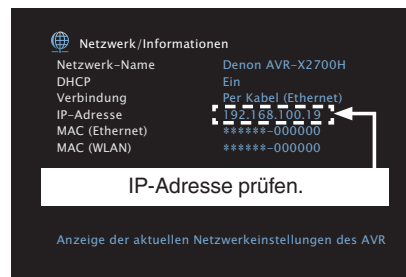 Netzwerk/Informationen
Netzwerk-Name Denon AVR-X2700H
DHCP Ein
Verbindung Per Kabel (Ethernet)
IP-Adresse 192.168.100.19
MAC (Ethernet) ******-000000
MAC (WLAN) ******-000000
IP-Adresse prüfen.
Anzeige der aktuellen Netzwerkeinstellungen des AVR